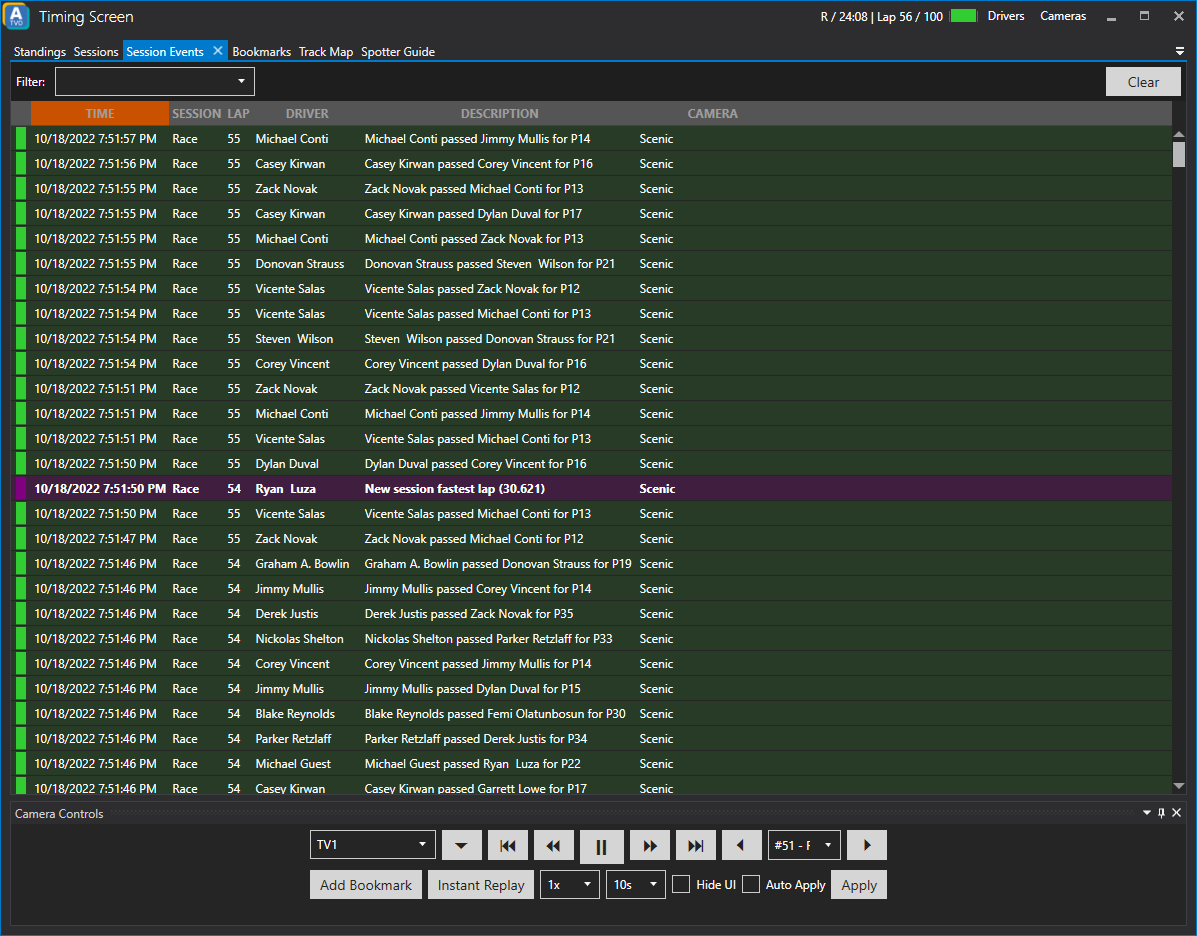 A TVO Timing Screen R / 24:08 | Lap 56 / 100 Drivers Cameras
Standings Sessions Session Events Bookmarks Track Map Spotter Guide
Filter: Clear
TIME SESSION LAP DRIVER DESCRIPTION CAMERA
10/18/2022 7:51:57 PM Race 55 Michael Conti Michael Conti passed Jimmy Mullis for P14 Scenic
10/18/2022 7:51:56 PM Race 55 Casey Kirwan Casey Kirwan passed Corey Vincent for P16 Scenic
10/18/2022 7:51:55 PM Race 55 Zack Novak Zack Novak passed Michael Conti for P13 Scenic
10/18/2022 7:51:55 PM Race 55 Casey Kirwan Casey Kirwan passed Dylan Duval for P17 Scenic
10/18/2022 7:51:55 PM Race 55 Michael Conti Michael Conti passed Zack Novak for P13 Scenic
10/18/2022 7:51:55 PM Race 55 Donovan Strauss Donovan Strauss passed Steven Wilson for P21 Scenic
10/18/2022 7:51:54 PM Race 55 Vicente Salas Vicente Salas passed Zack Novak for P12 Scenic
10/18/2022 7:51:54 PM Race 55 Vicente Salas Vicente Salas passed Michael Conti for P13 Scenic
10/18/2022 7:51:54 PM Race 55 Steven Wilson Steven Wilson passed Donovan Strauss for P21 Scenic
10/18/2022 7:51:54 PM Race 55 Corey Vincent Corey Vincent passed Dylan Duval for P16 Scenic
10/18/2022 7:51:51 PM Race 55 Zack Novak Zack Novak passed Vicente Salas for P12 Scenic
10/18/2022 7:51:51 PM Race 55 Michael Conti Michael Conti passed Jimmy Mullis for P14 Scenic
10/18/2022 7:51:51 PM Race 55 Vicente Salas Vicente Salas passed Michael Conti for P13 Scenic
10/18/2022 7:51:50 PM Race 55 Dylan Duval Dylan Duval passed Corey Vincent for P16 Scenic
10/18/2022 7:51:50 PM Race 54 Ryan Luza New session fastest lap (30.621) Scenic
10/18/2022 7:51:50 PM Race 55 Vicente Salas Vicente Salas passed Michael Conti for P13 Scenic
10/18/2022 7:51:47 PM Race 55 Zack Novak Zack Novak passed Michael Conti for P12 Scenic
10/18/2022 7:51:46 PM Race 54 Graham A. Bowlin Graham A. Bowlin passed Donovan Strauss for P19 Scenic
10/18/2022 7:51:46 PM Race 54 Jimmy Mullis Jimmy Mullis passed Corey Vincent for P14 Scenic
10/18/2022 7:51:46 PM Race 54 Derek Justis Derek Justis passed Zack Novak for P35 Scenic
10/18/2022 7:51:46 PM Race 54 Nickolas Shelton Nickolas Shelton passed Parker Retzlaff for P33 Scenic
10/18/2022 7:51:46 PM Race 54 Corey Vincent Corey Vincent passed Jimmy Mullis for P14 Scenic
10/18/2022 7:51:46 PM Race 54 Jimmy Mullis Jimmy Mullis passed Dylan Duval for P15 Scenic
10/18/2022 7:51:46 PM Race 54 Blake Reynolds Blake Reynolds passed Femi Olatunbosun for P30 Scenic
10/18/2022 7:51:46 PM Race 54 Parker Retzlaff Parker Retzlaff passed Derek Justis for P34 Scenic
10/18/2022 7:51:46 PM Race 54 Michael Guest Michael Guest passed Ryan Luza for P22 Scenic
10/18/2022 7:51:46 PM Race 54 Casey Kirwan Casey Kirwan passed Garrett Lowe for P17 Scenic
Camera Controls
TV1 #51 - F
Add Bookmark Instant Replay 1x 10s Hide UI Auto Apply Apply